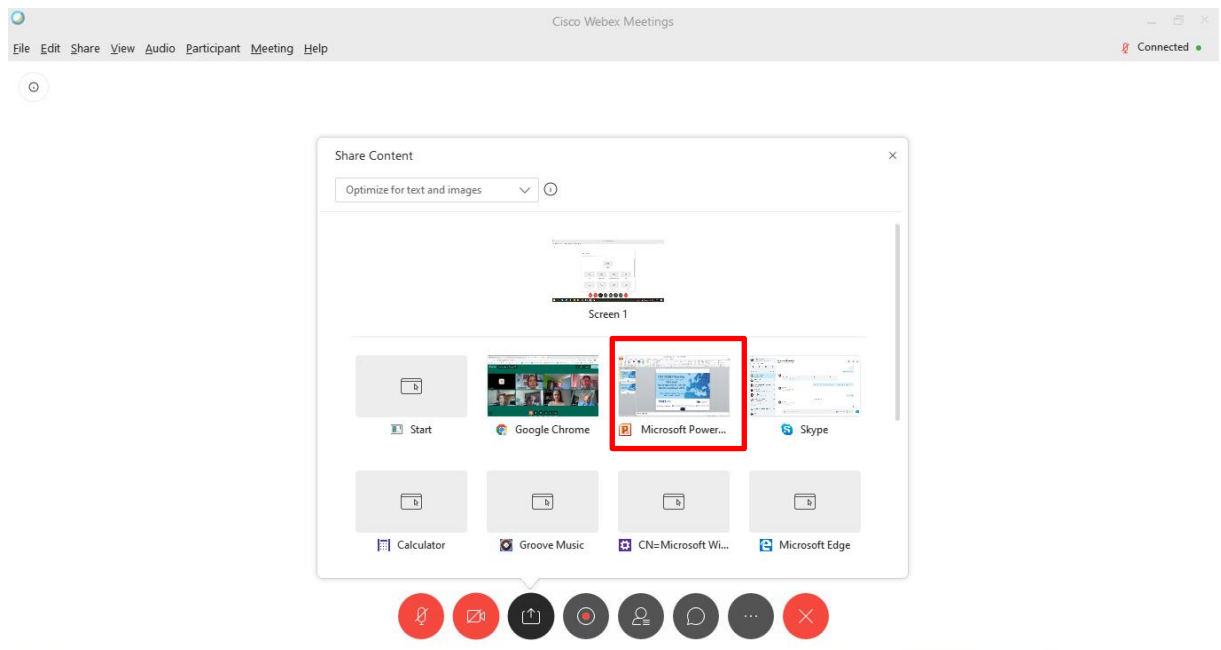 Cisco Webex Meetings
File Edit Share View Audio Participant Meeting Help
Connected
Share Content
Optimize for text and images
Screen 1
Start
Google Chrome
Microsoft Power...
Skype
Calculator
Groove Music
CN=Microsoft Wi...
Microsoft Edge